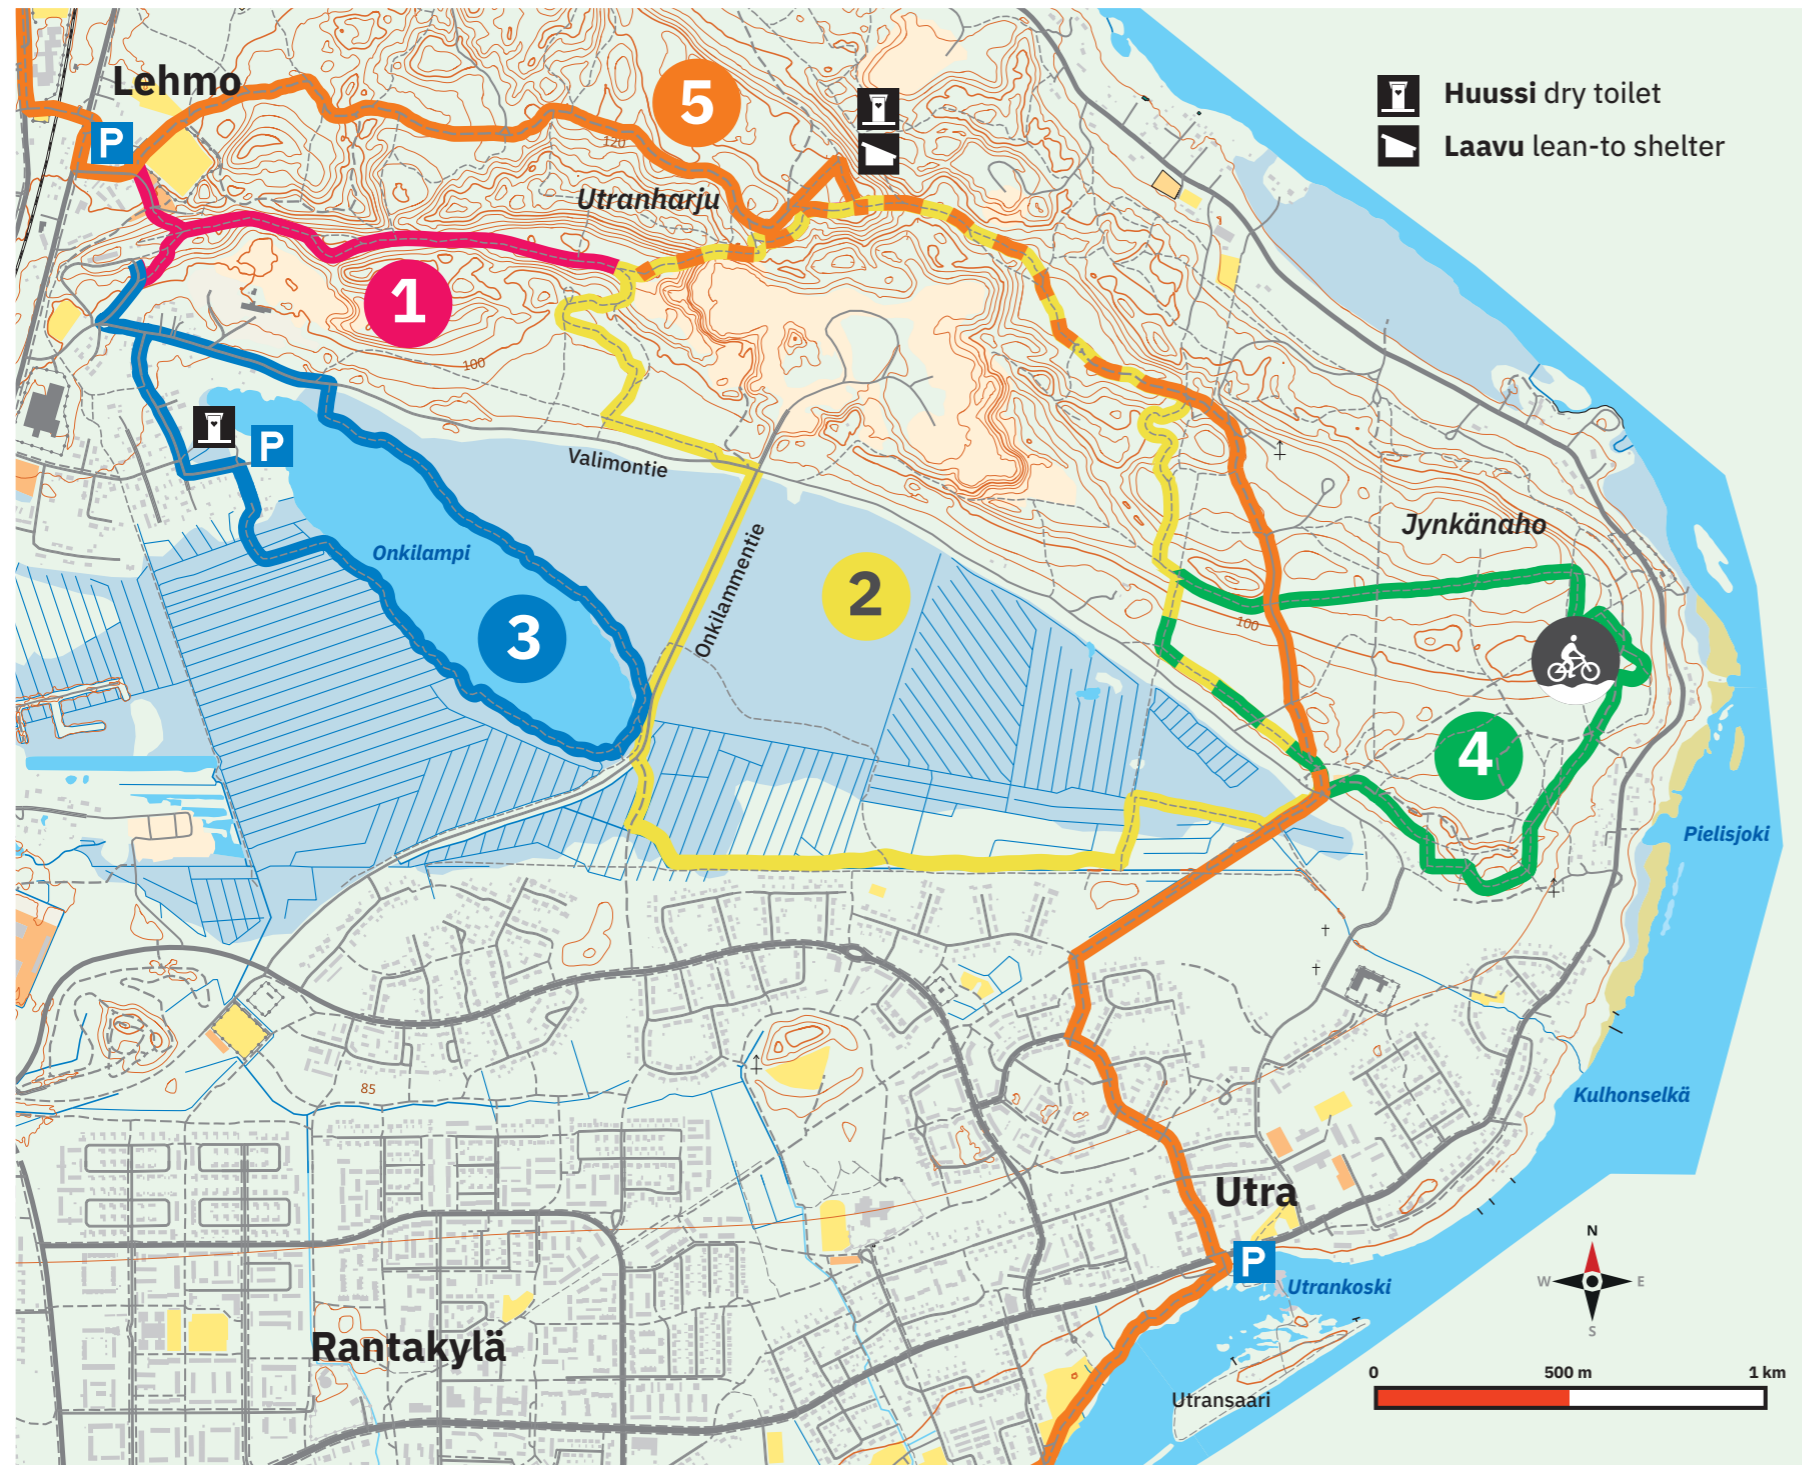 Lehmo
P
5
Huussi dry toilet
Laavu lean-to shelter
120
Utranharju
1
100
P
Valimontie
Onkilampi
Jynkänaho
Onkilammentie
2
3
100
4
Pielisjoki
85
Kulhonselkä
Utra
P
Utrankoski
N
W E
S
Rantakylä
0 500 m 1 km
Utransaari